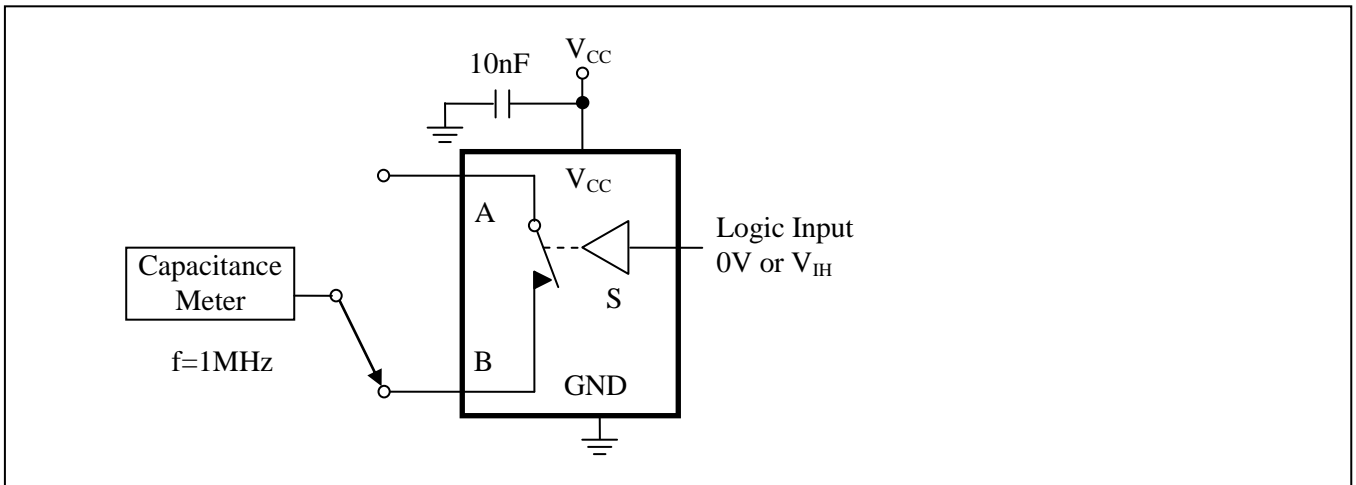 V_CC
10nF
V_CC
A
Logic Input
0V or V_IH
S
Capacitance
Meter
f=1MHz
B
GND